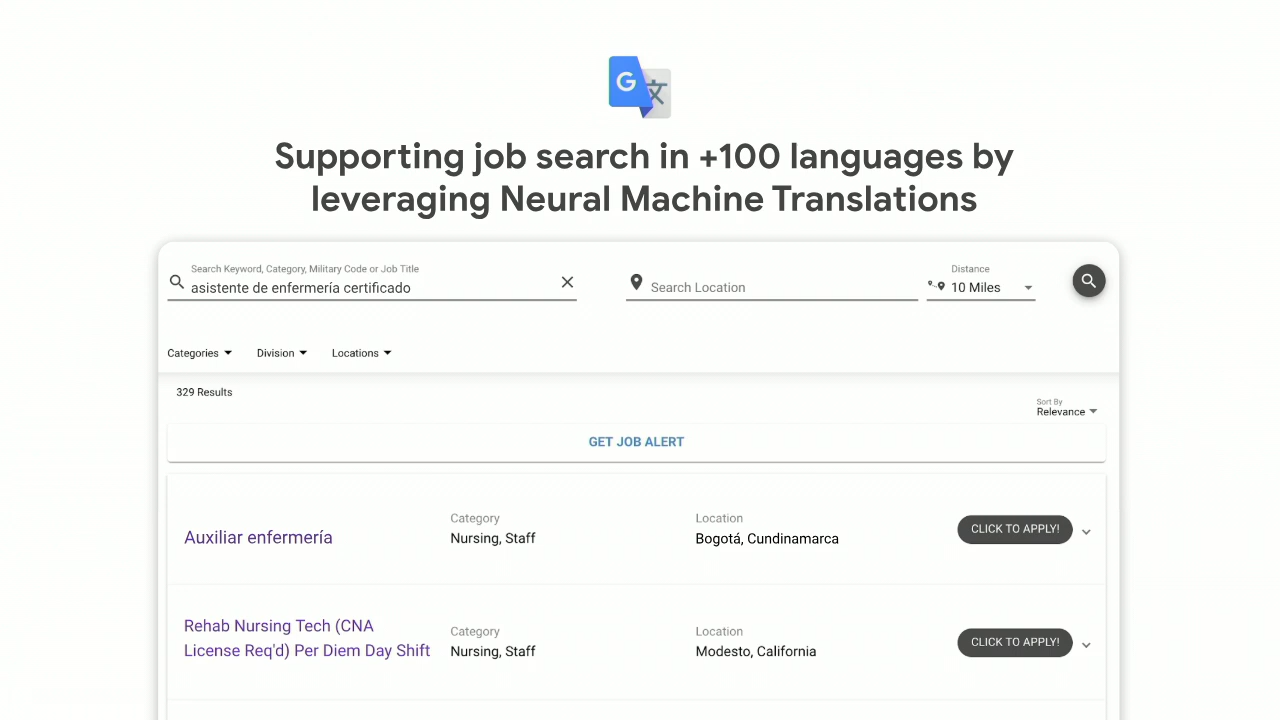 G 文
Supporting job search in +100 languages by
leveraging Neural Machine Translations
Search Keyword, Category, Military Code or Job Title
asistente de enfermería certificado
Search Location
Distance
10 Miles
Categories
Division
Locations
329 Results
Sort By
Relevance
GET JOB ALERT
Auxiliar enfermería
Category
Nursing, Staff
Location
Bogotá, Cundinamarca
CLICK TO APPLY!
Rehab Nursing Tech (CNA
License Req'd) Per Diem Day Shift
Category
Nursing, Staff
Location
Modesto, California
CLICK TO APPLY!